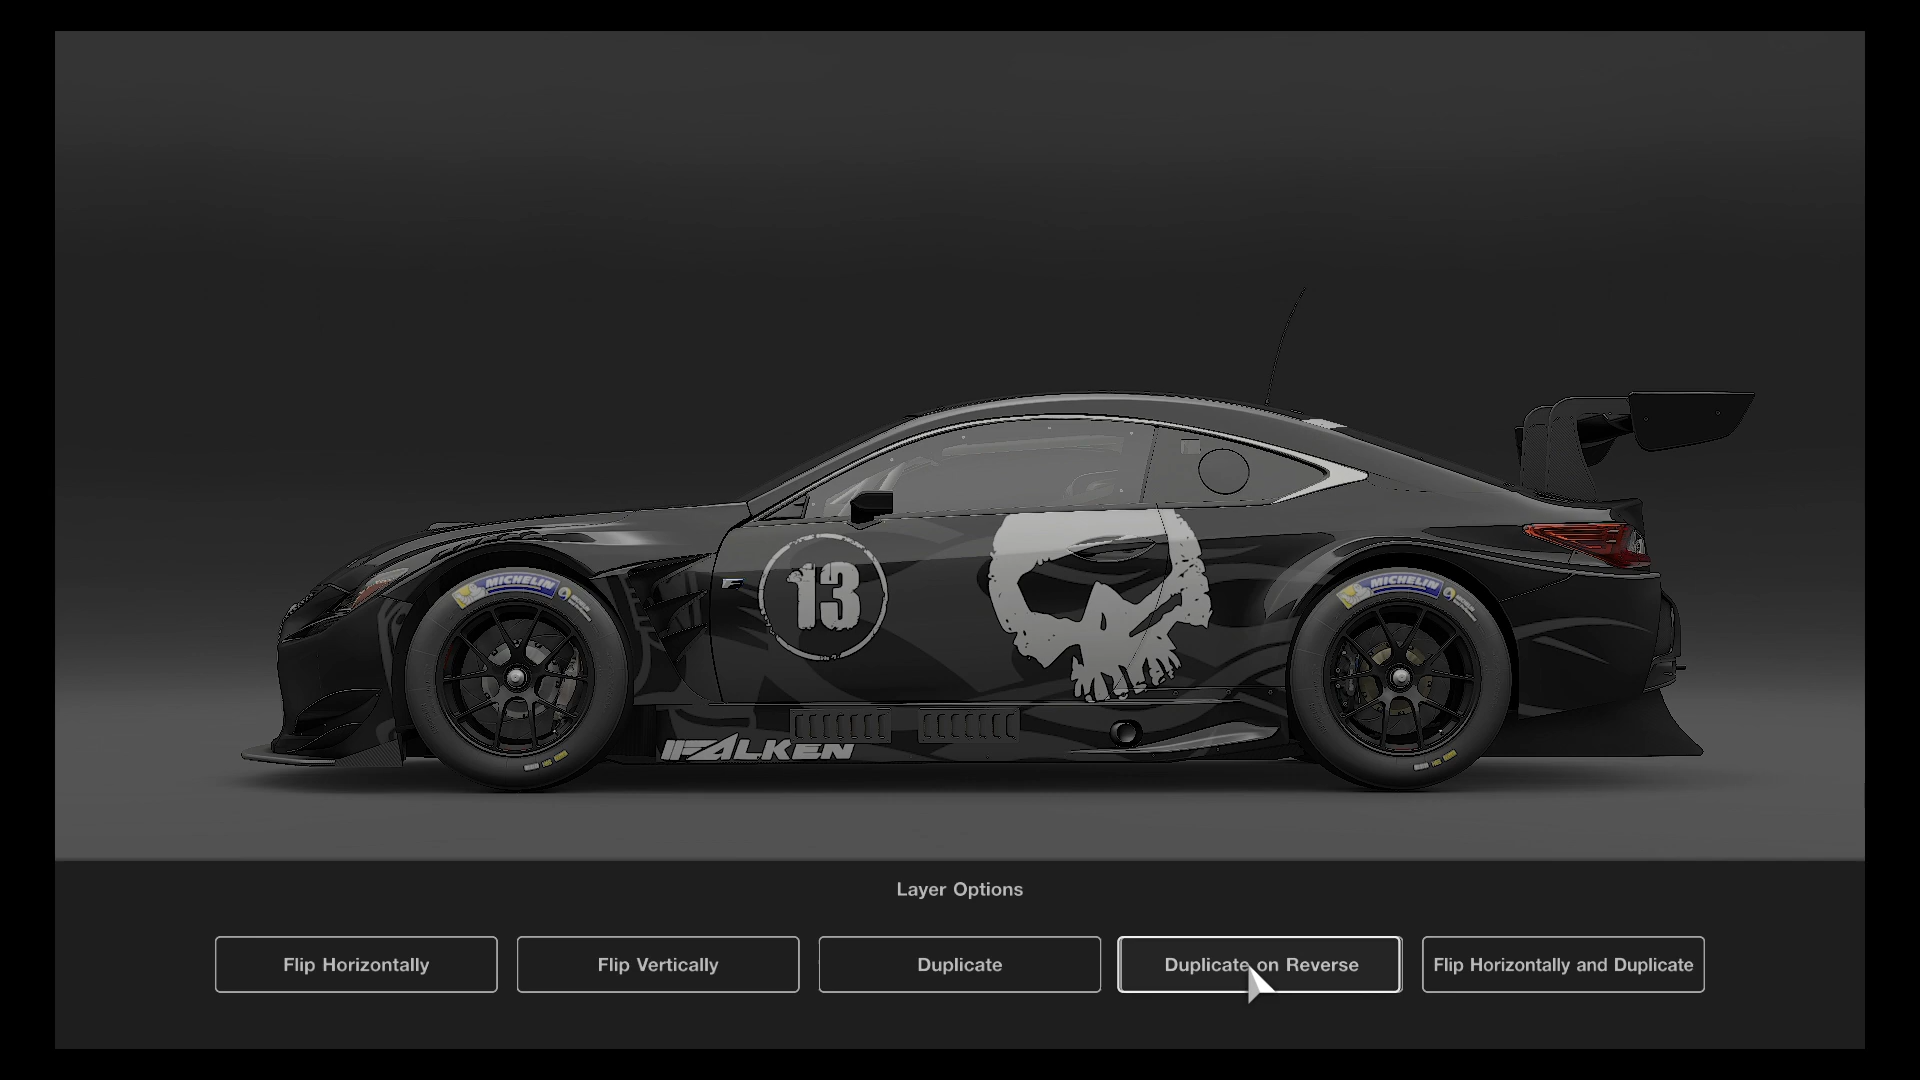 13
MICHELIN
MICHELIN
FALKEN
Layer Options
Flip Horizontally
Flip Vertically
Duplicate
Duplicate on Reverse
Flip Horizontally and Duplicate